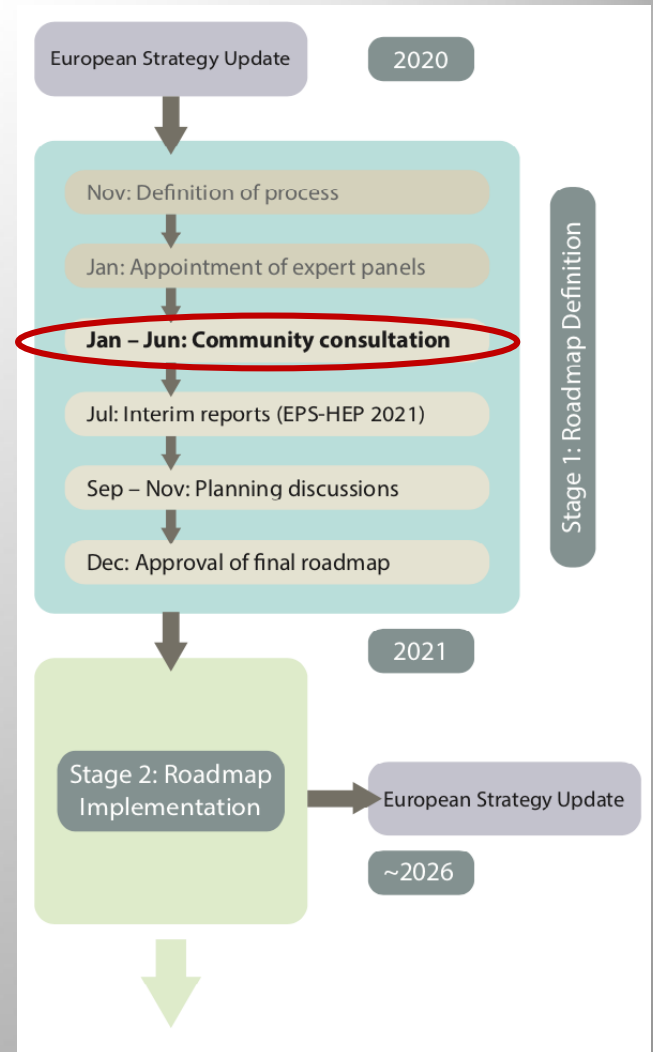 European Strategy Update
2020
Nov: Definition of process
Jan: Appointment of expert panels
Jan – Jun: Community consultation
Jul: Interim reports (EPS-HEP 2021)
Sep – Nov: Planning discussions
Dec: Approval of final roadmap
Stage 1: Roadmap Definition
2021
Stage 2: Roadmap
Implementation
European Strategy Update
~2026